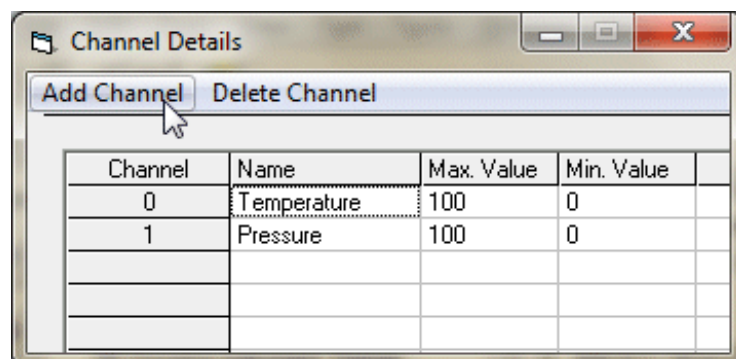 Channel Details
Add Channel Delete Channel
Channel Name Max. Value Min. Value
0 Temperature 100 0
1 Pressure 100 0